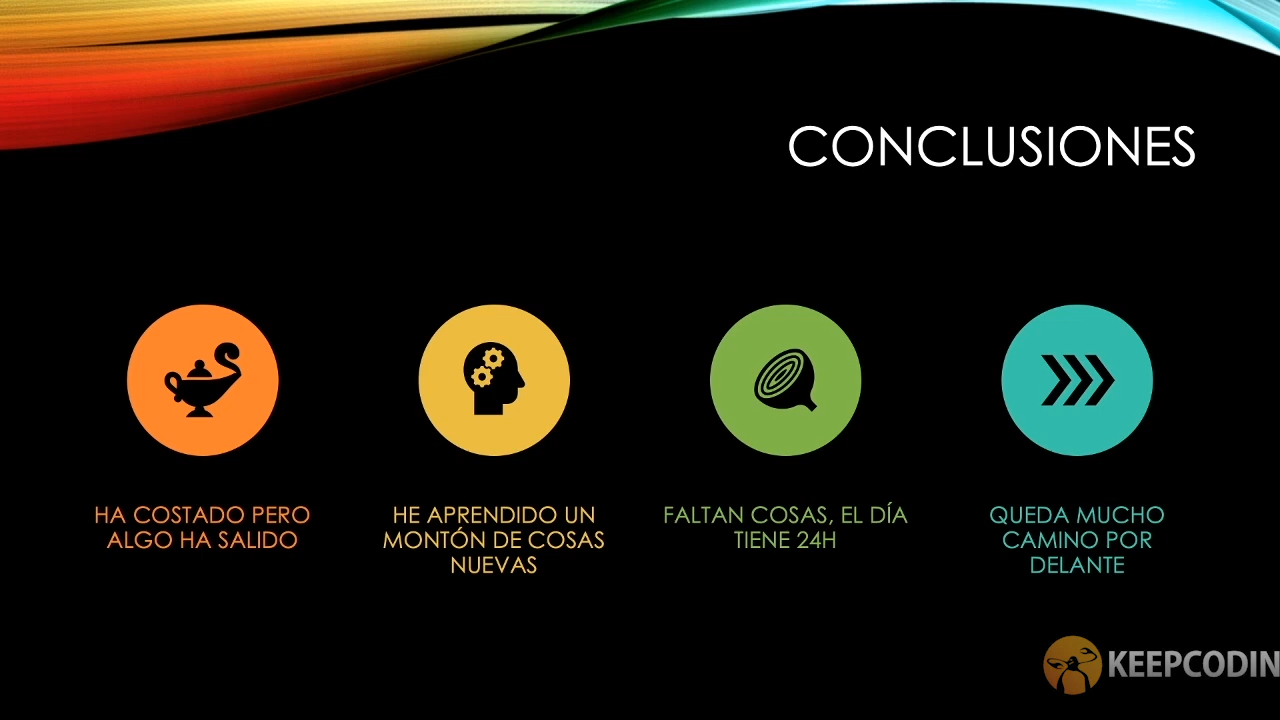 CONCLUSIONES
HA COSTADO PERO
ALGO HA SALIDO
HE APRENDIDO UN
MONTÓN DE COSAS
NUEVAS
FALTAN COSAS, EL DÍA
TIENE 24H
QUEDA MUCHO
CAMINO POR
DELANTE
KEEPCODIN